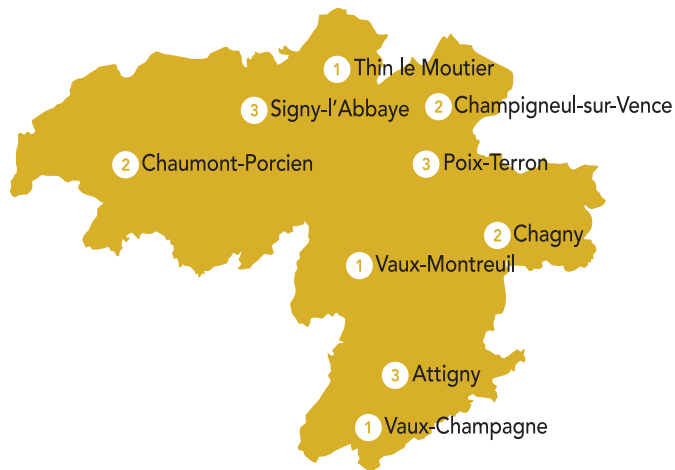 1 Thin le Moutier
3 Signy-l'Abbaye
2 Champigneul-sur-Vence
2 Chaumont-Porcien
3 Poix-Terron
2 Chagny
1 Vaux-Montreuil
3 Attigny
1 Vaux-Champagne